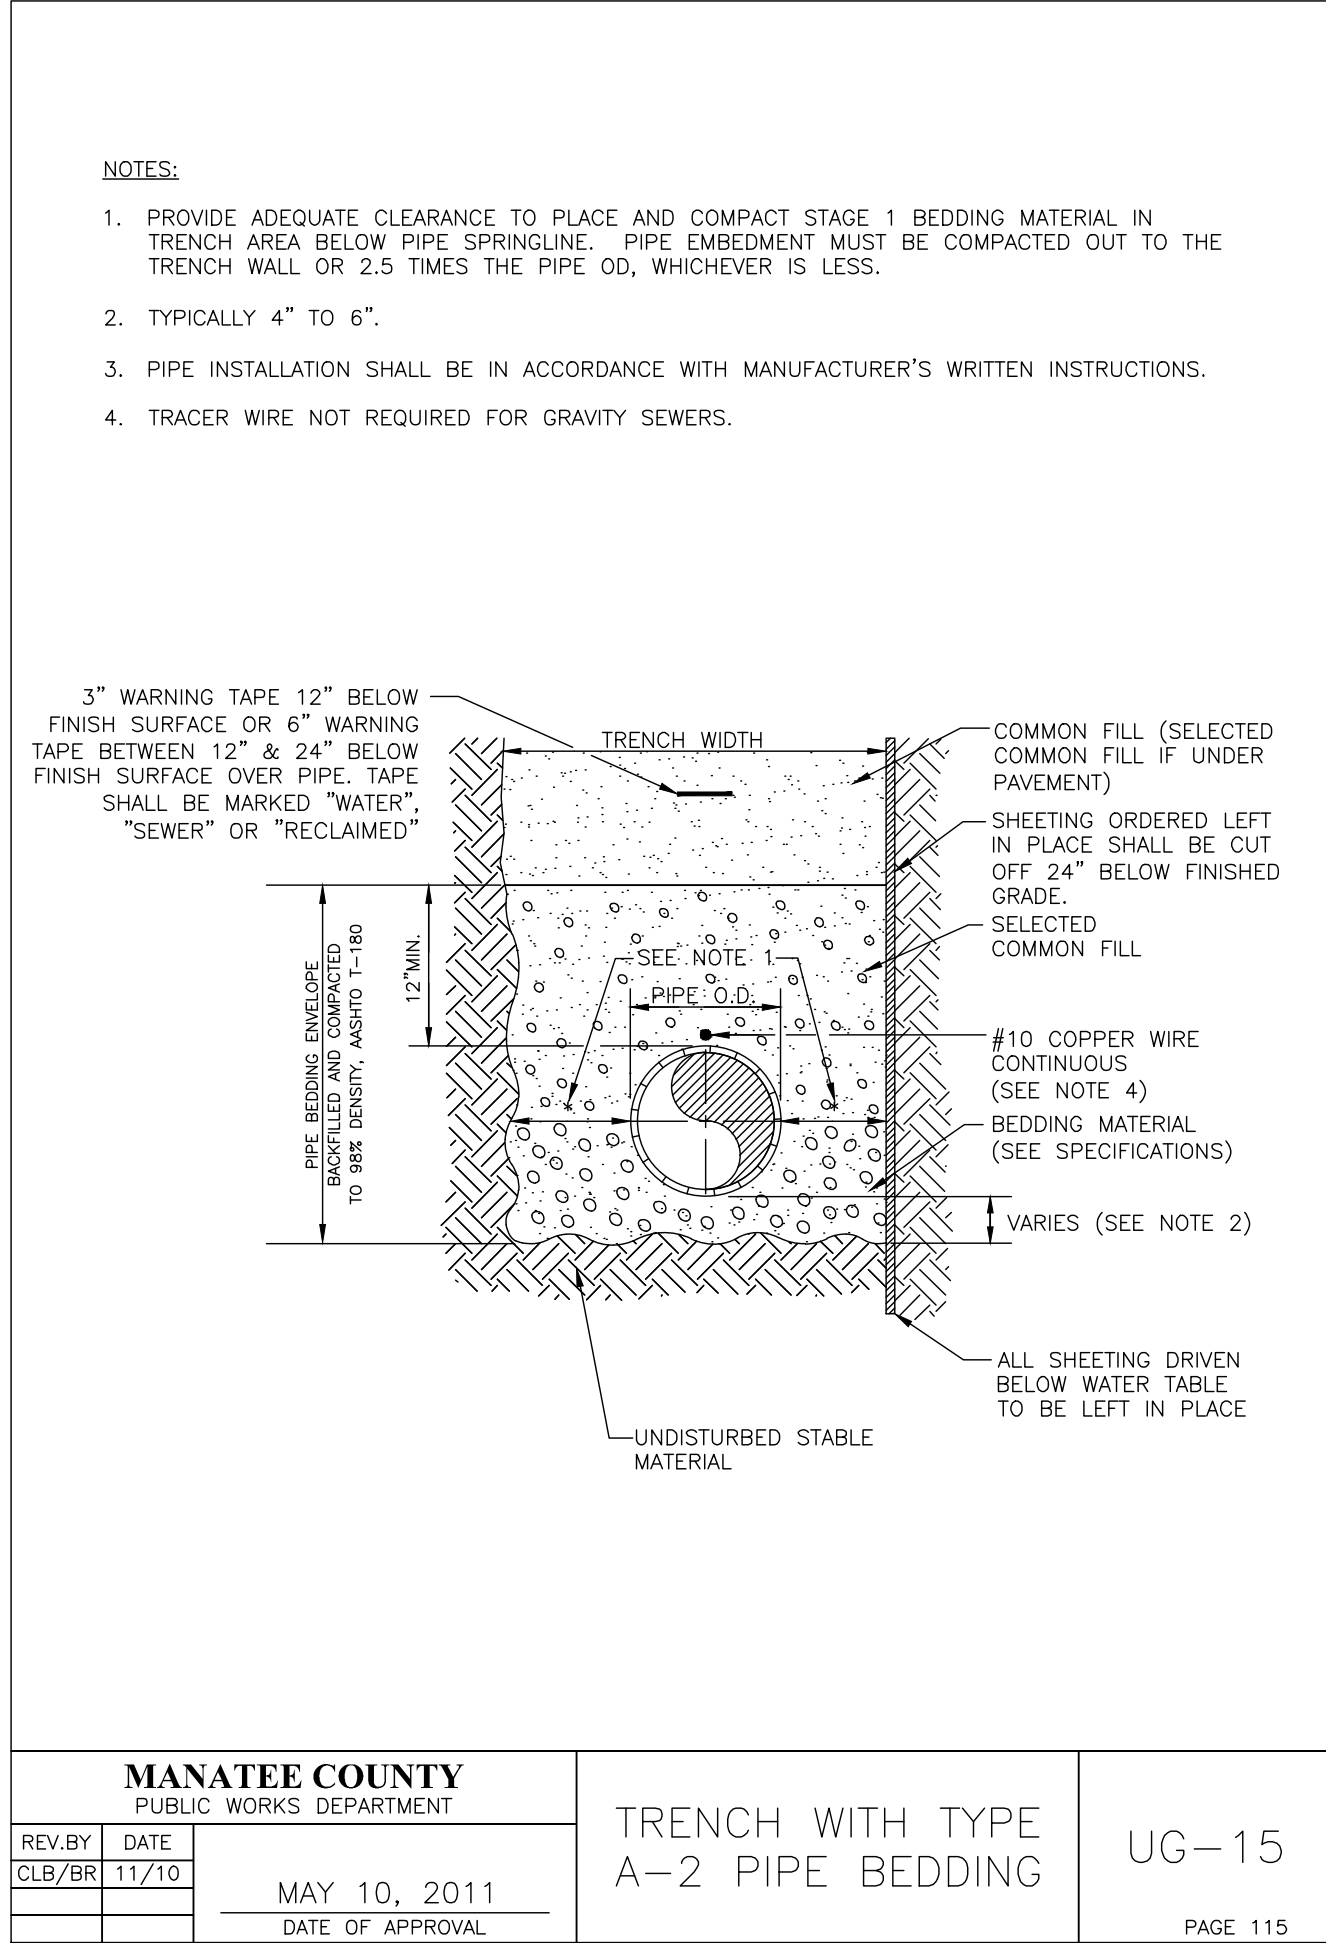 NOTES:
1. PROVIDE ADEQUATE CLEARANCE TO PLACE AND COMPACT STAGE 1 BEDDING MATERIAL IN
TRENCH AREA BELOW PIPE SPRINGLINE. PIPE EMBEDMENT MUST BE COMPACTED OUT TO THE
TRENCH WALL OR 2.5 TIMES THE PIPE OD, WHICHEVER IS LESS.
2. TYPICALLY 4" TO 6".
3. PIPE INSTALLATION SHALL BE IN ACCORDANCE WITH MANUFACTURER'S WRITTEN INSTRUCTIONS.
4. TRACER WIRE NOT REQUIRED FOR GRAVITY SEWERS.
3" WARNING TAPE 12" BELOW
FINISH SURFACE OR 6" WARNING
TAPE BETWEEN 12" & 24" BELOW
FINISH SURFACE OVER PIPE. TAPE
SHALL BE MARKED "WATER",
"SEWER" OR "RECLAIMED"
TRENCH WIDTH
COMMON FILL (SELECTED
COMMON FILL IF UNDER
PAVEMENT)
SHEETING ORDERED LEFT
IN PLACE SHALL BE CUT
OFF 24" BELOW FINISHED
GRADE.
SELECTED
COMMON FILL
PIPE BEDDING ENVELOPE
BACKFILLED AND COMPACTED
TO 98% DENSITY, AASHTO T-180
12"MIN.
SEE NOTE 1
PIPE O.D.
#10 COPPER WIRE
CONTINUOUS
(SEE NOTE 4)
BEDDING MATERIAL
(SEE SPECIFICATIONS)
VARIES (SEE NOTE 2)
ALL SHEETING DRIVEN
BELOW WATER TABLE
TO BE LEFT IN PLACE
UNDISTURBED STABLE
MATERIAL
MANATEE COUNTY
PUBLIC WORKS DEPARTMENT
REV.BY DATE
CLB/BR 11/10
MAY 10, 2011
DATE OF APPROVAL
TRENCH WITH TYPE
A-2 PIPE BEDDING
UG-15
PAGE 115